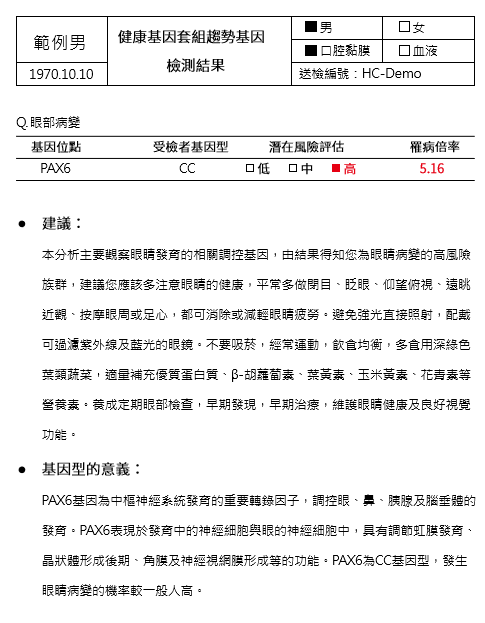 範例男
1970.10.10
健康基因套組趨勢基因
檢測結果
■男 □女
■口腔黏膜 □血液
送檢編號：HC-Demo
Q.眼部病變
基因位點 受檢者基因型 潛在風險評估 罹病倍率
PAX6 CC □低 □中 ■高 5.16
● 建議：
本分析主要觀察眼睛發育的相關調控基因，由結果得知您為眼睛病變的高風險
族群，建議您應該多注意眼睛的健康，平常多做閉目、眨眼、仰望俯視、遠眺
近觀、按摩眼周或足心，都可消除或減輕眼睛疲勞。避免強光直接照射，配戴
可過濾紫外線及藍光的眼鏡。不要吸菸，經常運動，飲食均衡，多食用深綠色
葉類蔬菜，適量補充優質蛋白質、β-胡蘿蔔素、葉黃素、玉米黃素、花青素等
營養素。養成定期眼部檢查，早期發現，早期治療，維護眼睛健康及良好視覺
功能。
● 基因型的意義：
PAX6基因為中樞神經系統發育的重要轉錄因子，調控眼、鼻、胰腺及腦垂體的
發育。PAX6表現於發育中的神經細胞與眼的神經細胞中，具有調節虹膜發育、
晶狀體形成後期、角膜及神經視網膜形成等的功能。PAX6為CC基因型，發生
眼睛病變的機率較一般人高。